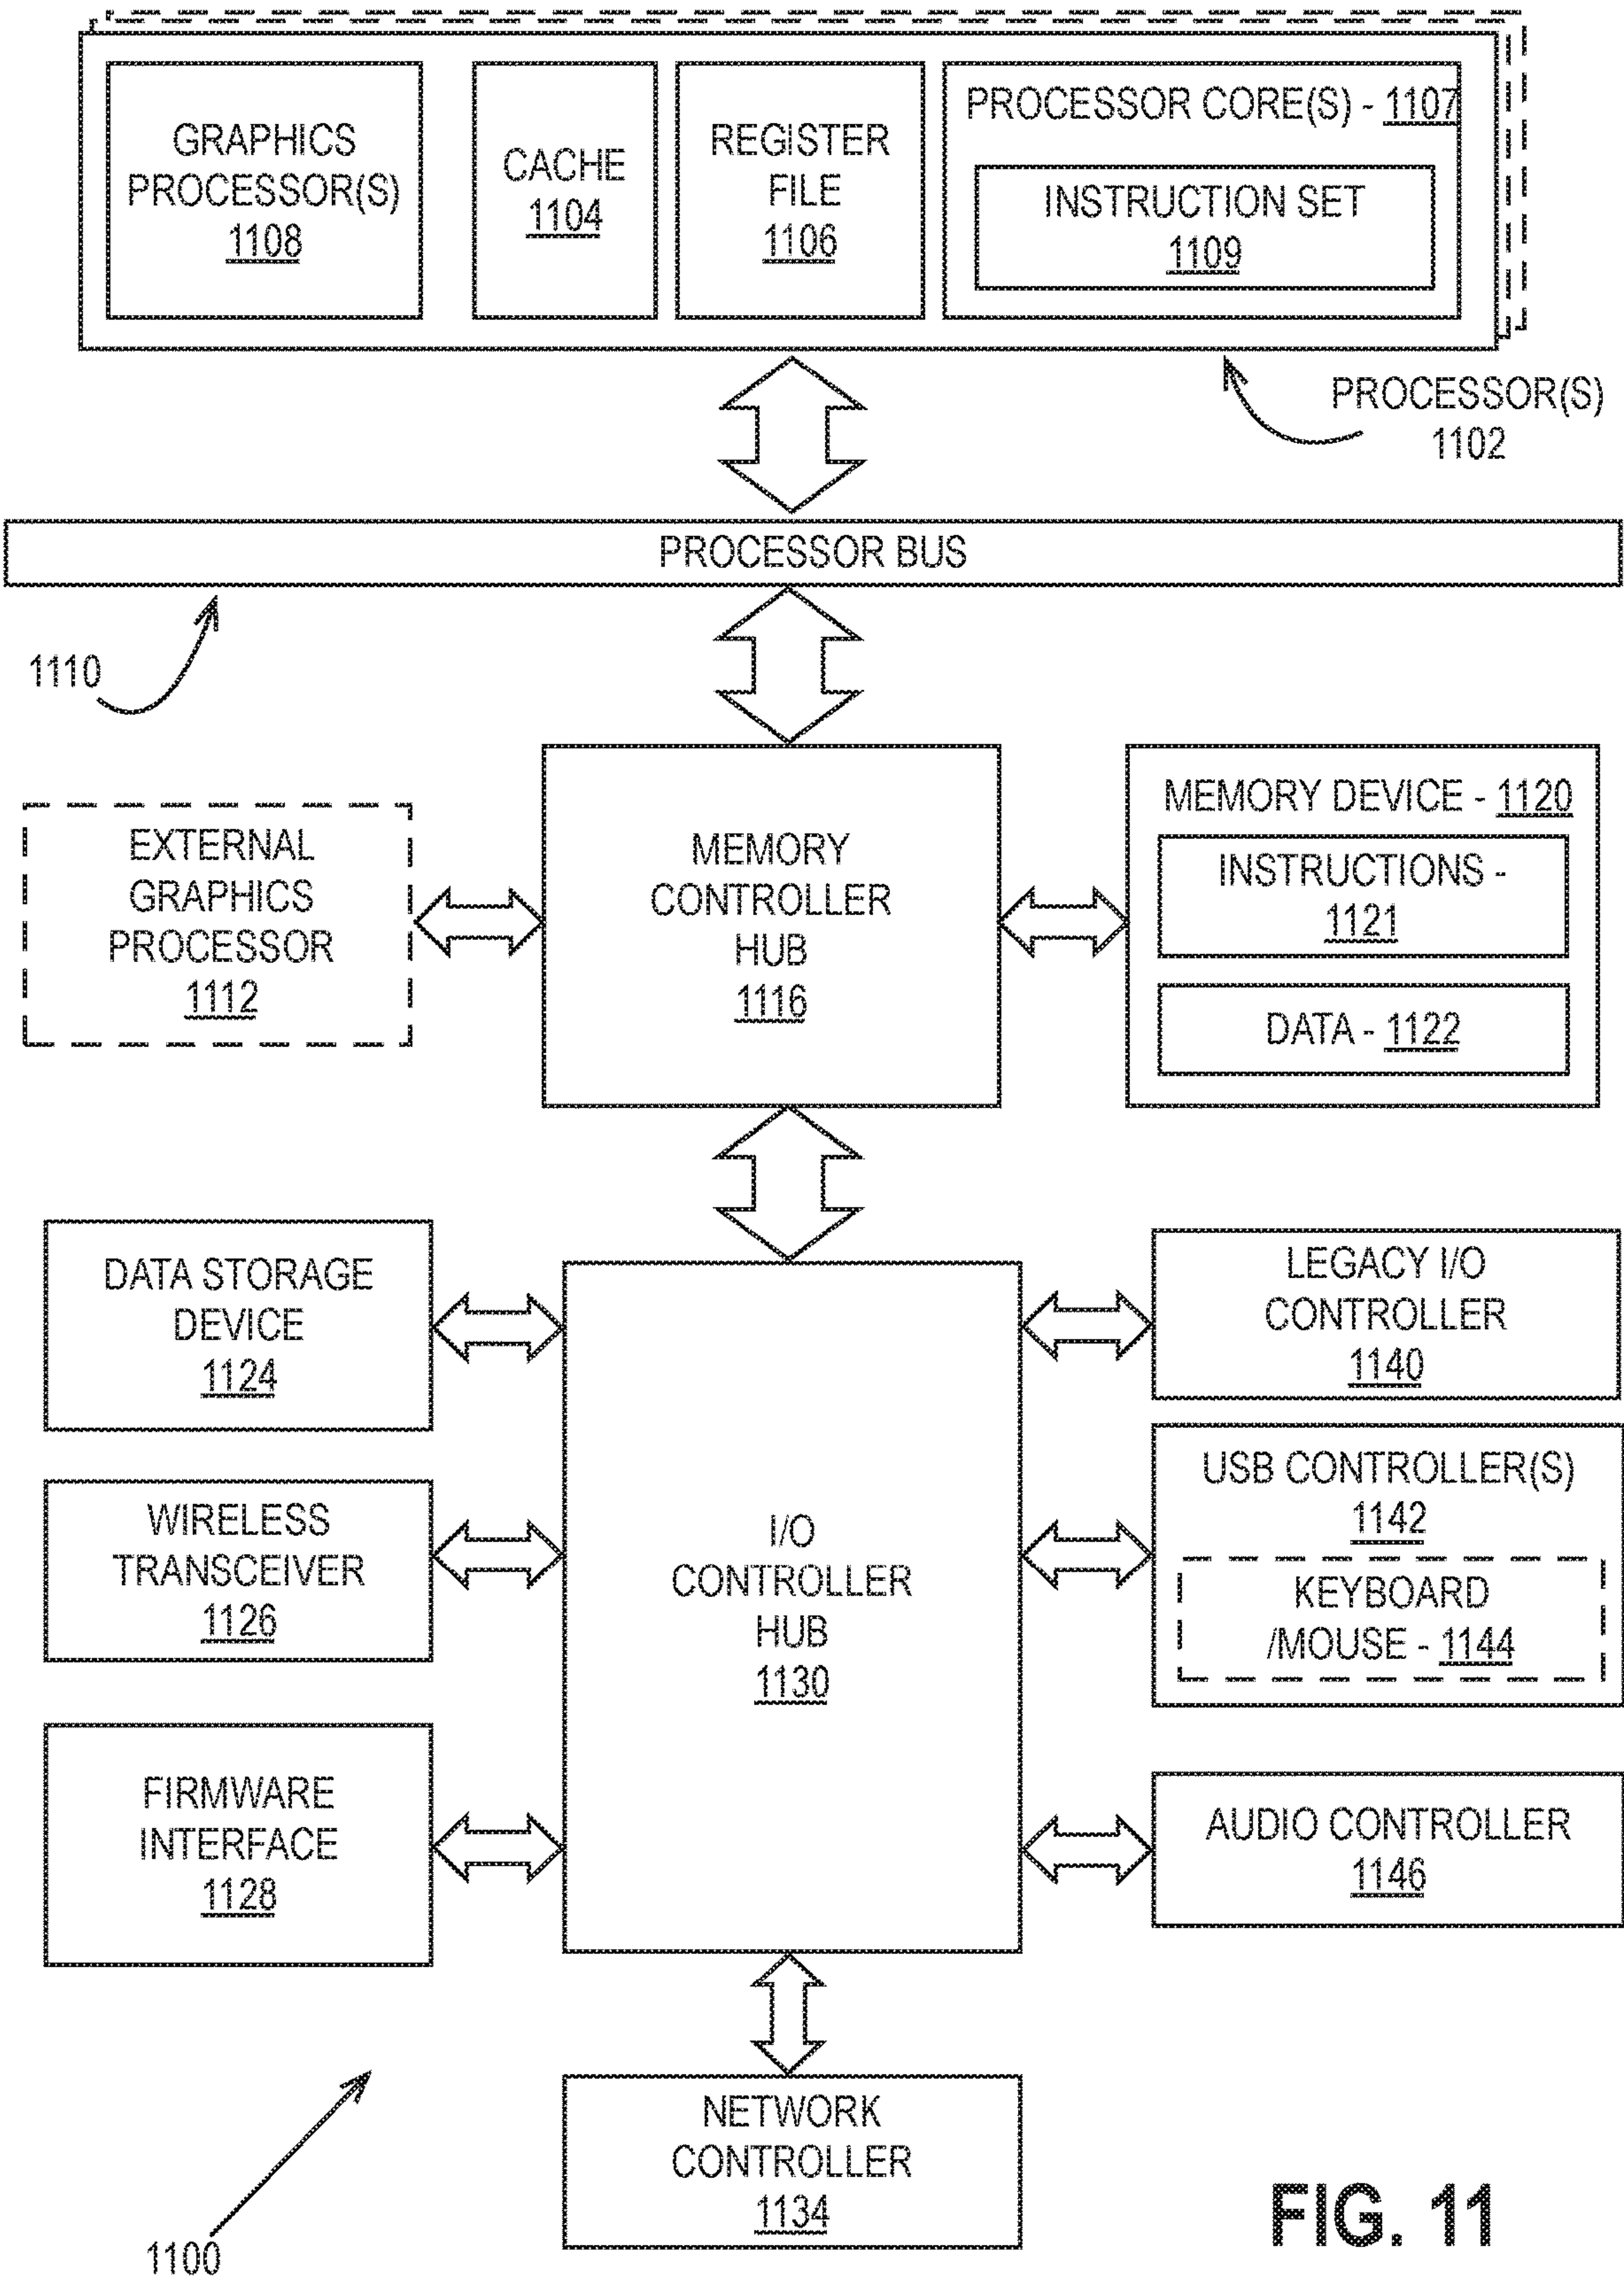 GRAPHICS
PROCESSOR(S)
1108
CACHE
1104
REGISTER
FILE
1106
PROCESSOR CORE(S) - 1107
INSTRUCTION SET
1109
PROCESSOR(S)
1102
PROCESSOR BUS
1110
EXTERNAL
GRAPHICS
PROCESSOR
1112
MEMORY
CONTROLLER
HUB
1116
MEMORY DEVICE - 1120
INSTRUCTIONS -
1121
DATA - 1122
DATA STORAGE
DEVICE
1124
WIRELESS
TRANSCEIVER
1126
FIRMWARE
INTERFACE
1128
I/O
CONTROLLER
HUB
1130
LEGACY I/O
CONTROLLER
1140
USB CONTROLLER(S)
1142
KEYBOARD
/MOUSE - 1144
AUDIO CONTROLLER
1146
NETWORK
CONTROLLER
1134
1100
FIG. 11